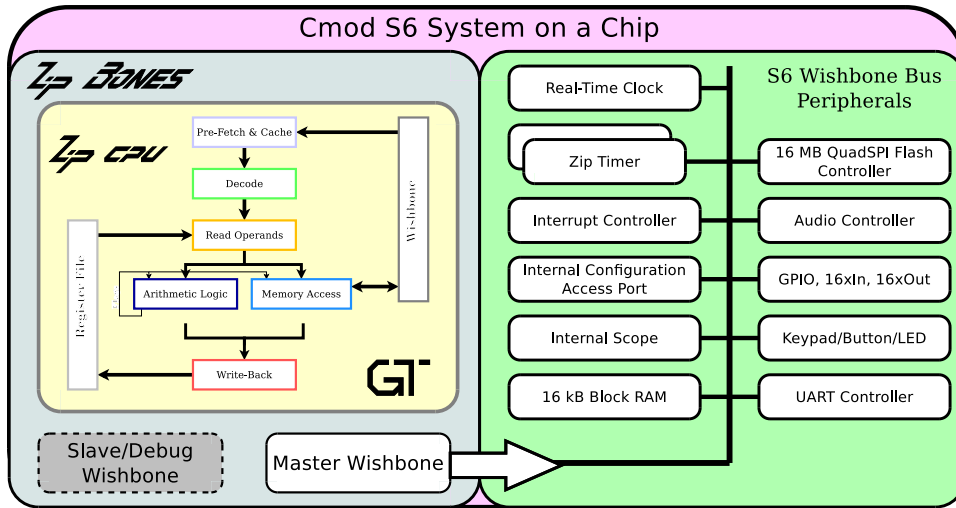 Cmod S6 System on a Chip
Zip Bones
Zip CPU
Pre-Fetch & Cache
Decode
Read Operands
Arithmetic Logic
Memory Access
Write-Back
Register File
Wishbone
GT
Slave/Debug
Wishbone
Master Wishbone
S6 Wishbone Bus
Peripherals
Real-Time Clock
Zip Timer
Interrupt Controller
Internal Configuration
Access Port
Internal Scope
16 kB Block RAM
16 MB QuadSPI Flash
Controller
Audio Controller
GPIO, 16xIn, 16xOut
Keypad/Button/LED
UART Controller